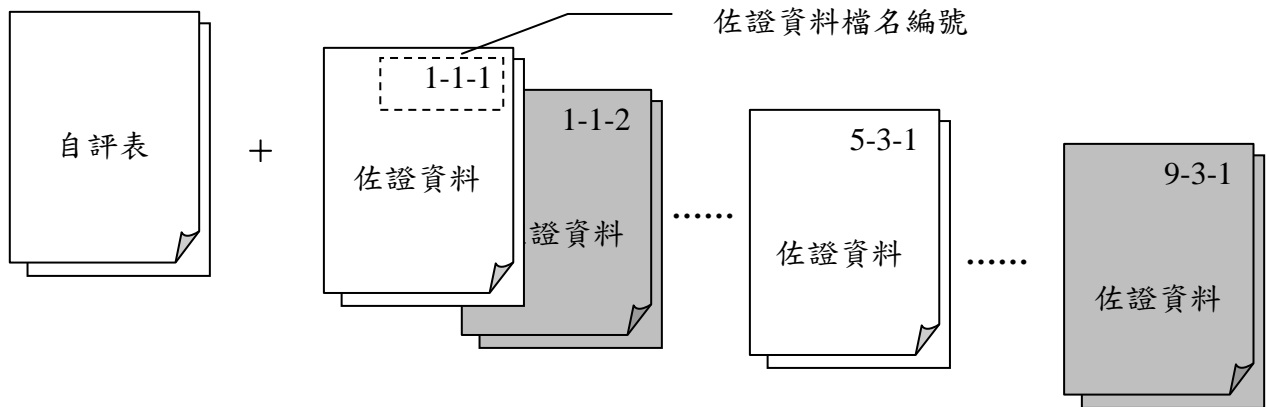 佐證資料檔名編號
自評表
+
1-1-1
佐證資料
1-1-2
證資料
......
5-3-1
佐證資料
......
9-3-1
佐證資料